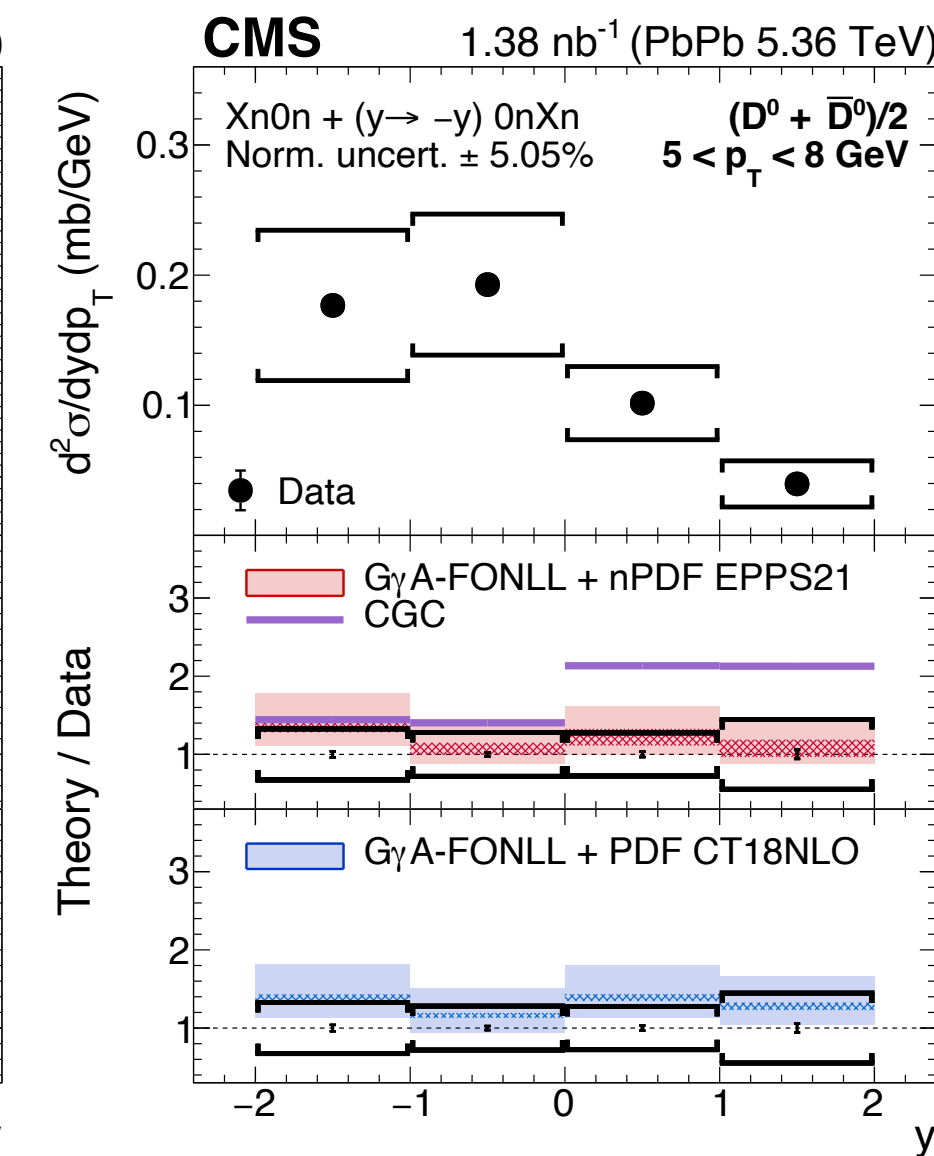 CMS 1.38 nb⁻¹ (PbPb 5.36 TeV)
Xn0n + (y→ −y) 0nXn
Norm. uncert. ± 5.05%
(D⁰ + D̅⁰)/2
5 < p_T < 8 GeV
d²σ/dydp_T (mb/GeV)
0.3
0.2
0.1
Data
GγA-FONLL + nPDF EPPS21
CGC
3
2
1
Theory / Data
GγA-FONLL + PDF CT18NLO
3
2
1
−2 −1 0 1 2
y